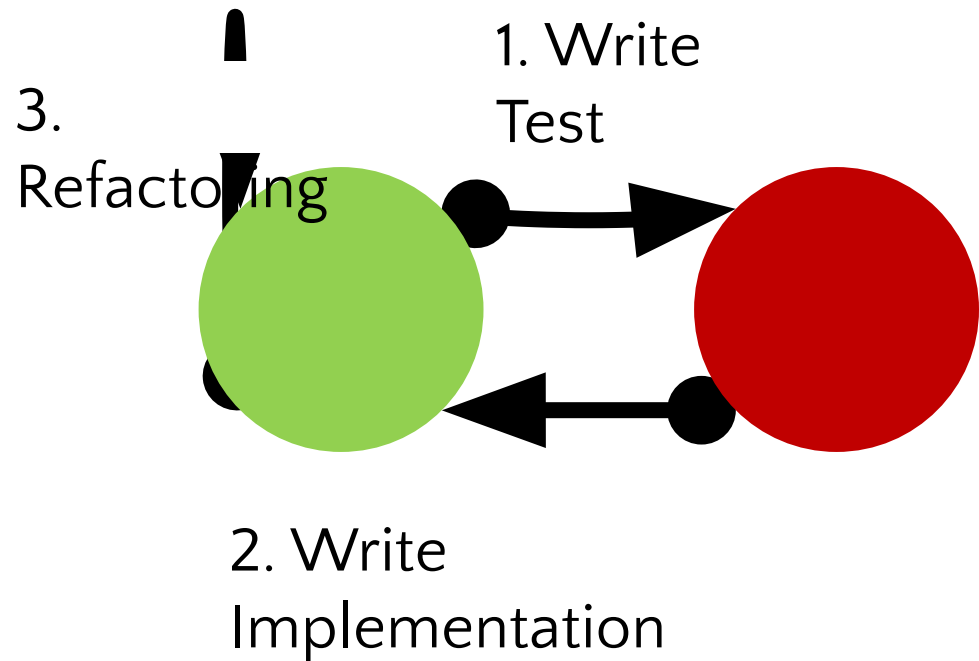 1. Write
Test
3.
Refactoring
2. Write
Implementation